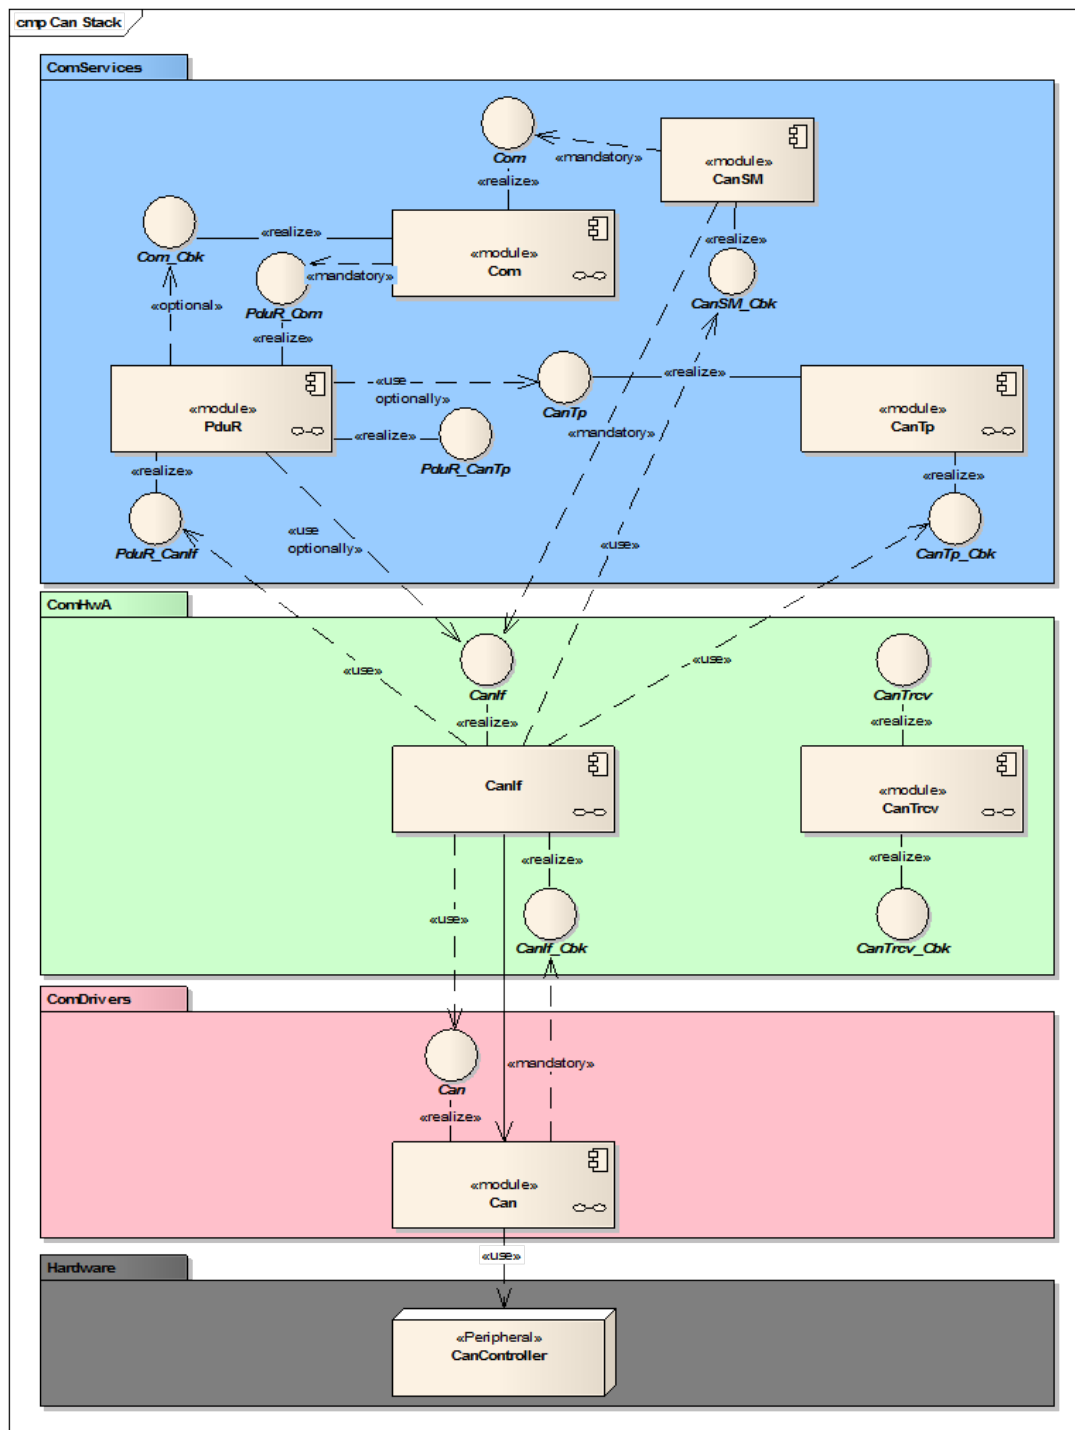 cmp Can Stack
ComServices
Com
«mandatory»
«module»
CanSM
«realize»
«realize»
Com_Cbk
«realize»
«module»
Com
«mandatory»
PduR_Com
CanSM_Cbk
«optional»
«realize»
«module»
PduR
«use
optionally»
CanTp
«realize»
«module»
CanTp
«mandatory»
«realize»
PduR_CanTp
«realize»
«realize»
PduR_CanIf
«use
optionally»
«use»
CanTp_Cbk
ComHwA
«use»
«use»
CanIf
CanTrcv
«realize»
«realize»
CanIf
«module»
CanTrcv
«realize»
«realize»
«use»
CanIf_Cbk
CanTrcv_Cbk
ComDrivers
«mandatory»
Can
«realize»
«module»
Can
«use»
Hardware
«Peripheral»
CanController